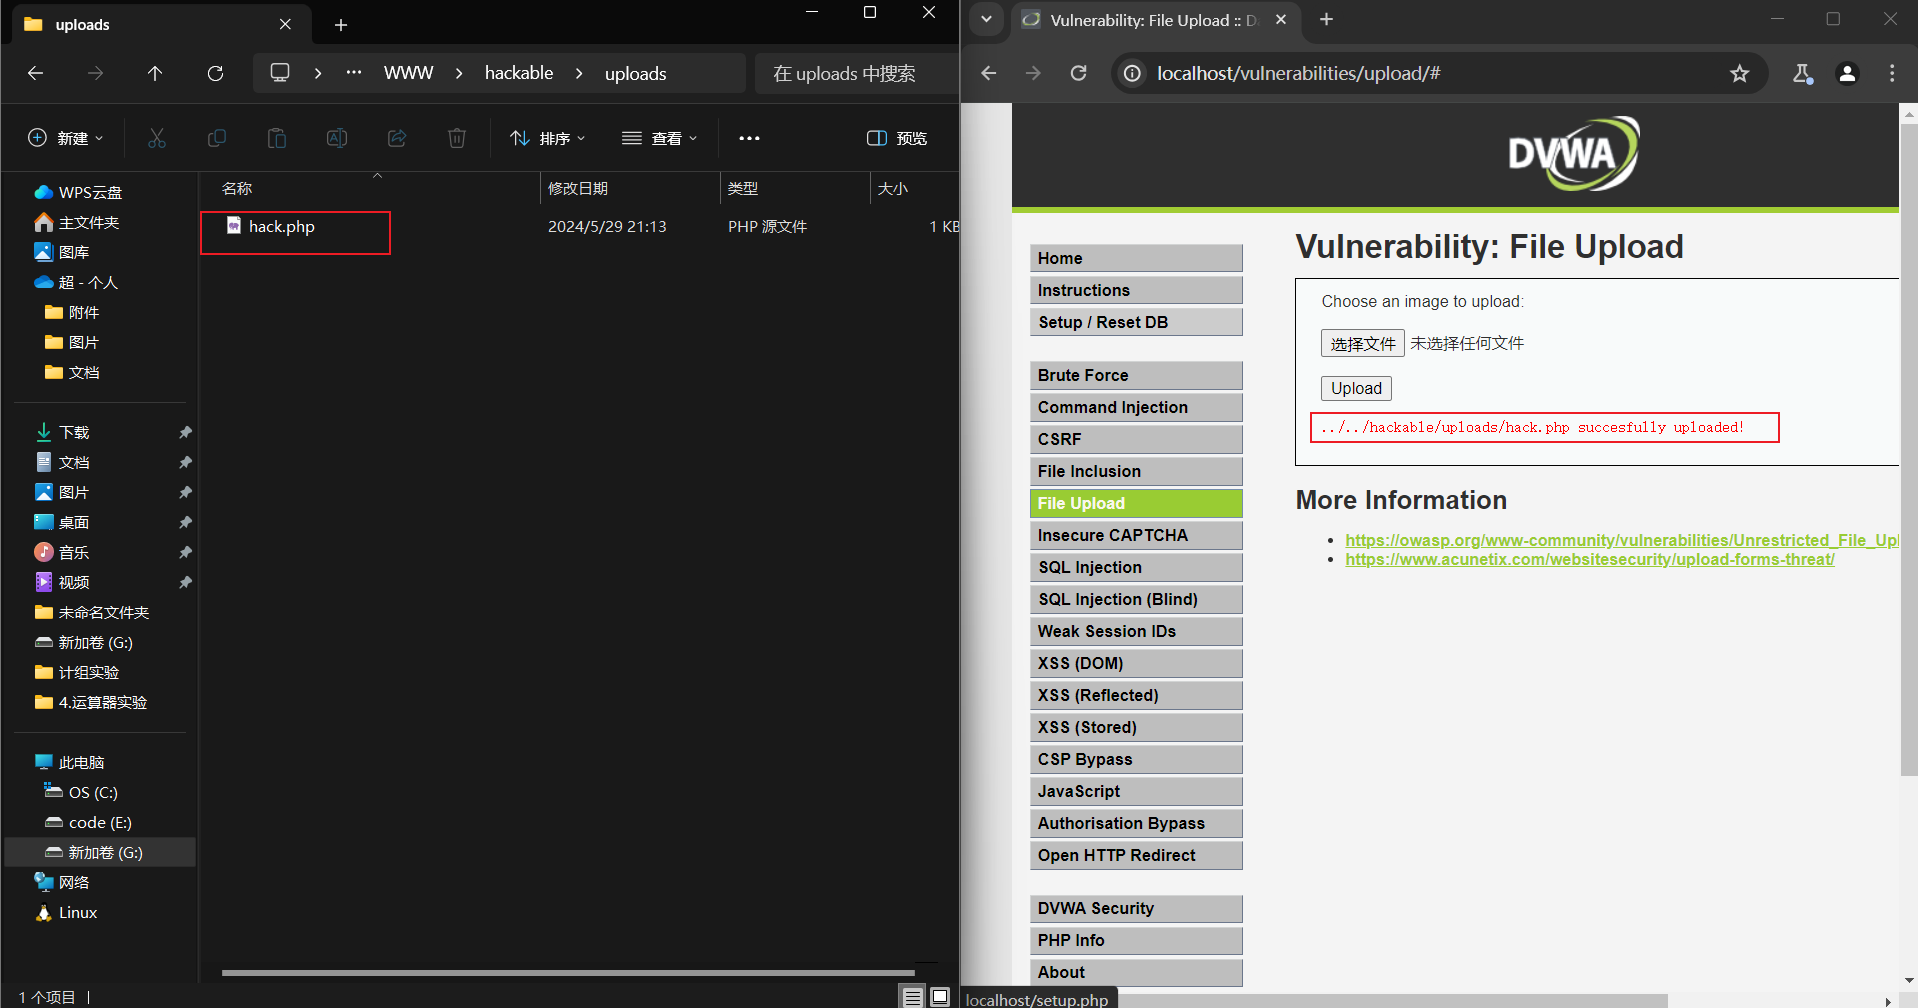 uploads
WWW
hackable
uploads
在 uploads 中搜索
新建
排序
查看
预览
名称
修改日期
类型
大小
hack.php
2024/5/29 21:13
PHP 源文件
1 KB
WPS云盘
主文件夹
图库
超 - 个人
附件
图片
文档
下载
文档
图片
桌面
音乐
视频
未命名文件夹
新加卷 (G:)
计组实验
4.运算器实验
此电脑
OS (C:)
code (E:)
新加卷 (G:)
网络
Linux
1 个项目
Vulnerability: File Upload :: D
localhost/vulnerabilities/upload/#
DVWA
Home
Instructions
Setup / Reset DB
Brute Force
Command Injection
CSRF
File Inclusion
File Upload
Insecure CAPTCHA
SQL Injection
SQL Injection (Blind)
Weak Session IDs
XSS (DOM)
XSS (Reflected)
XSS (Stored)
CSP Bypass
JavaScript
Authorisation Bypass
Open HTTP Redirect
DVWA Security
PHP Info
About
Vulnerability: File Upload
Choose an image to upload:
选择文件 未选择任何文件
Upload
../../hackable/uploads/hack.php succesfully uploaded!
More Information
https://owasp.org/www-community/vulnerabilities/Unrestricted_File_Upl
https://www.acunetix.com/websitesecurity/upload-forms-threat/
localhost/setup.php